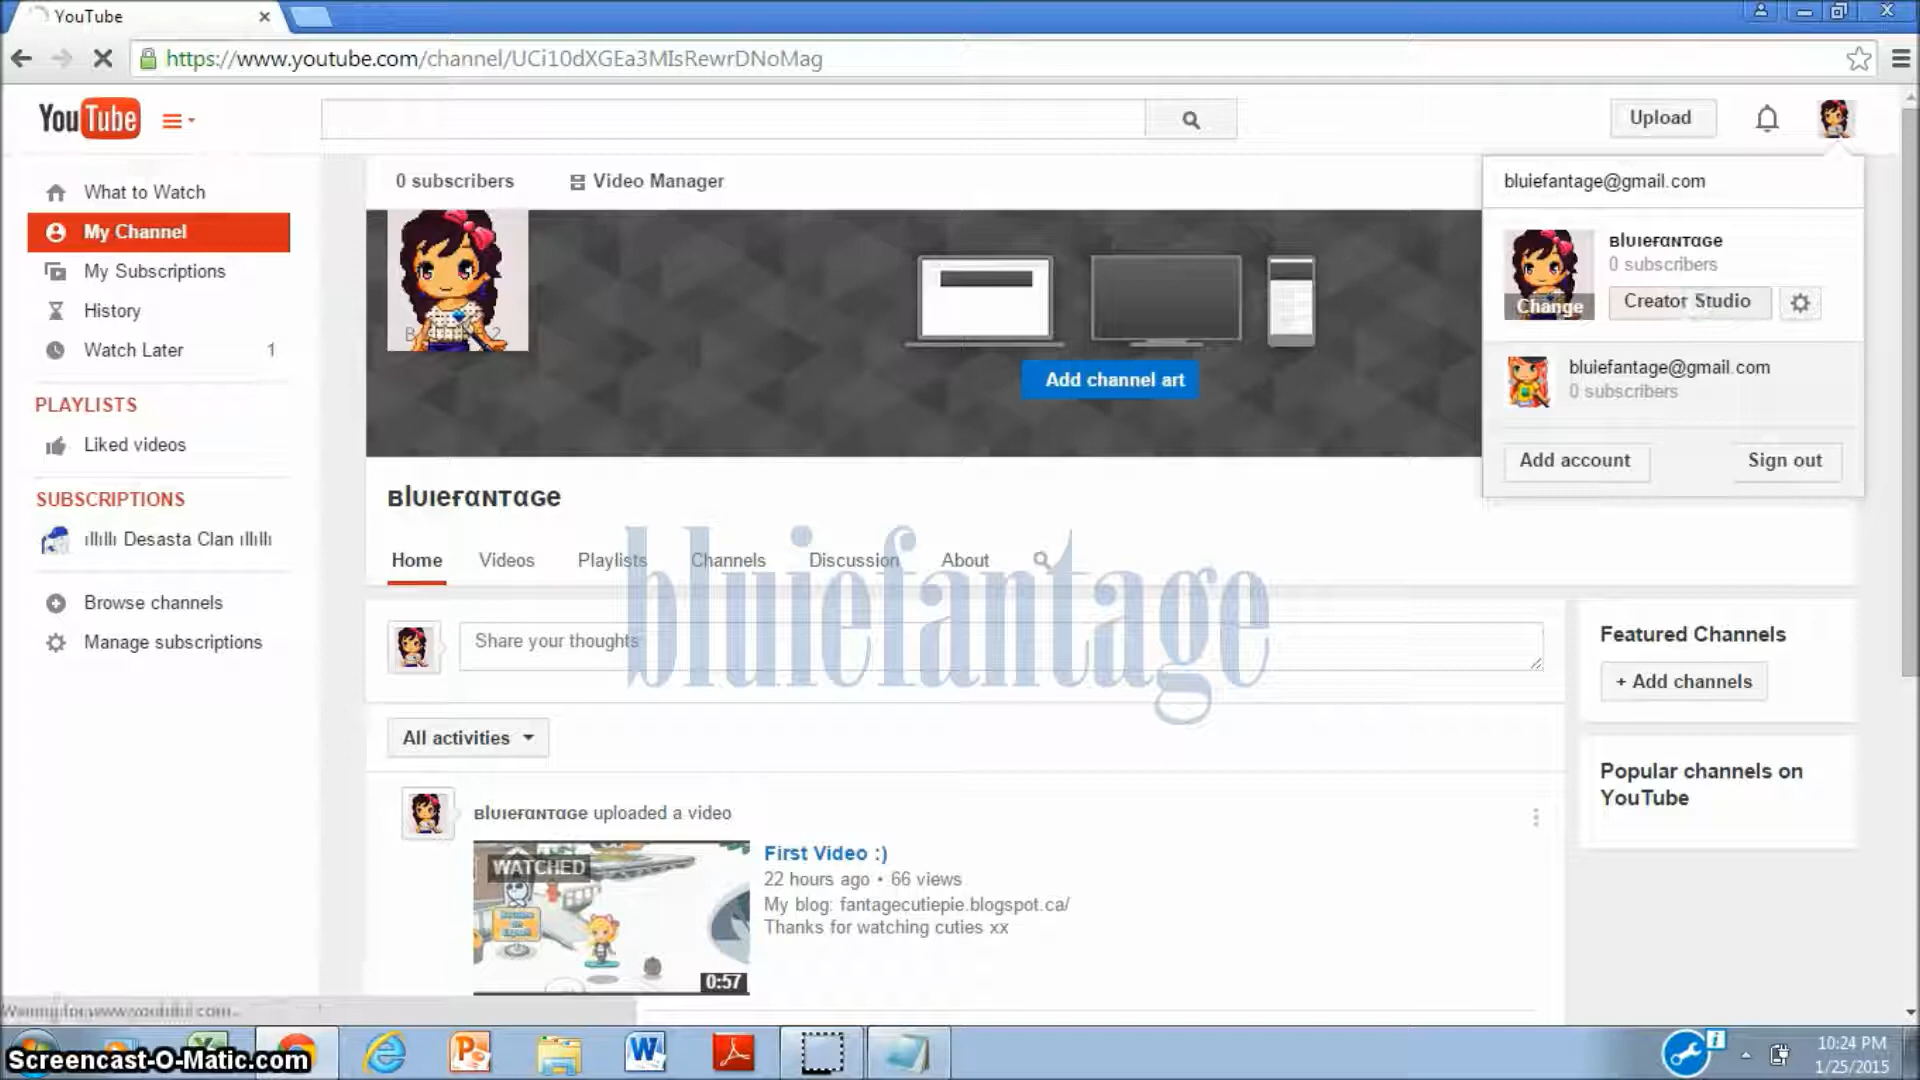 YouTube
https://www.youtube.com/channel/UCi10dXGEa3MIsRewrDNoMag
YouTube
Upload
0 subscribers
Video Manager
bluiefantage@gmail.com
What to Watch
My Channel
My Subscriptions
History
Watch Later 1
PLAYLISTS
Liked videos
SUBSCRIPTIONS
ıllıllı Desasta Clan ıllıllı
Browse channels
Manage subscriptions
вlυιeғαɴтαɢe
0 subscribers
Change
Creator Studio
bluiefantage@gmail.com
0 subscribers
Add account
Sign out
Add channel art
вlυιeғαɴтαɢe
Home
Videos
Playlists
Channels
Discussion
About
bluiefantage
Share your thoughts
Featured Channels
+ Add channels
All activities
Popular channels on
YouTube
вlυιeғαɴтαɢe uploaded a video
WATCHED
0:57
First Video :)
22 hours ago • 66 views
My blog: fantagecutiepie.blogspot.ca/
Thanks for watching cuties xx
Screencast-O-Matic.com
10:24 PM
1/25/2015